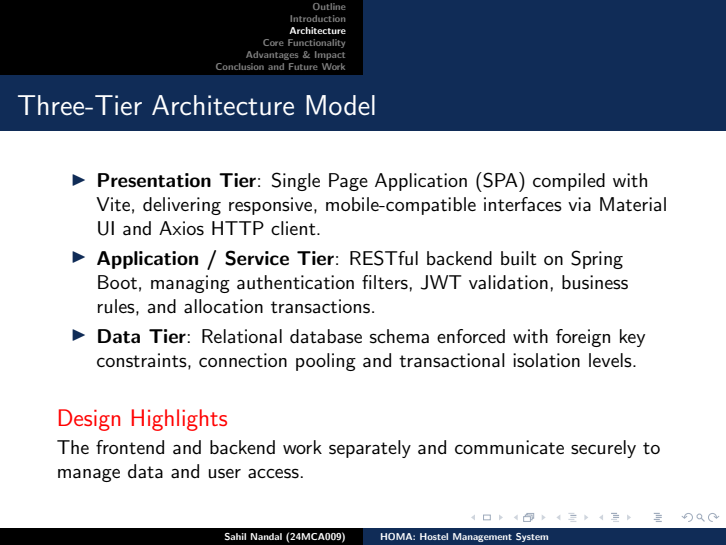 Outline
Introduction
Architecture
Core Functionality
Advantages & Impact
Conclusion and Future Work
Three-Tier Architecture Model
Presentation Tier: Single Page Application (SPA) compiled with
Vite, delivering responsive, mobile-compatible interfaces via Material
UI and Axios HTTP client.
Application / Service Tier: RESTful backend built on Spring
Boot, managing authentication filters, JWT validation, business
rules, and allocation transactions.
Data Tier: Relational database schema enforced with foreign key
constraints, connection pooling and transactional isolation levels.
Design Highlights
The frontend and backend work separately and communicate securely to
manage data and user access.
Sahil Nandal (24MCA009)
HOMA: Hostel Management System